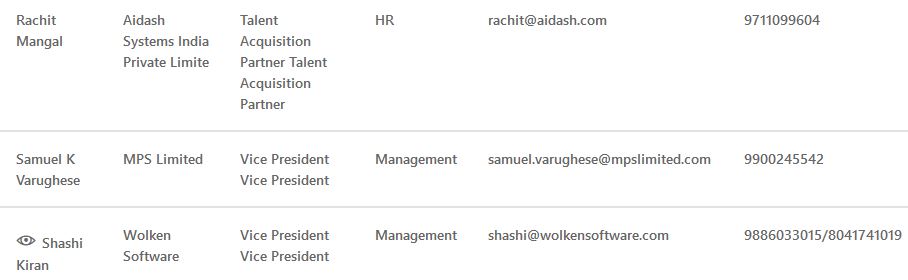 Rachit Mangal	Aidash Systems India Private Limite	Talent Acquisition Partner Talent Acquisition Partner	HR	rachit@aidash.com	9711099604
Samuel K Varughese	MPS Limited	Vice President Vice President	Management	samuel.varughese@mpslimited.com	9900245542
Shashi Kiran	Wolken Software	Vice President Vice President	Management	shashi@wolkensoftware.com	9886033015/8041741019